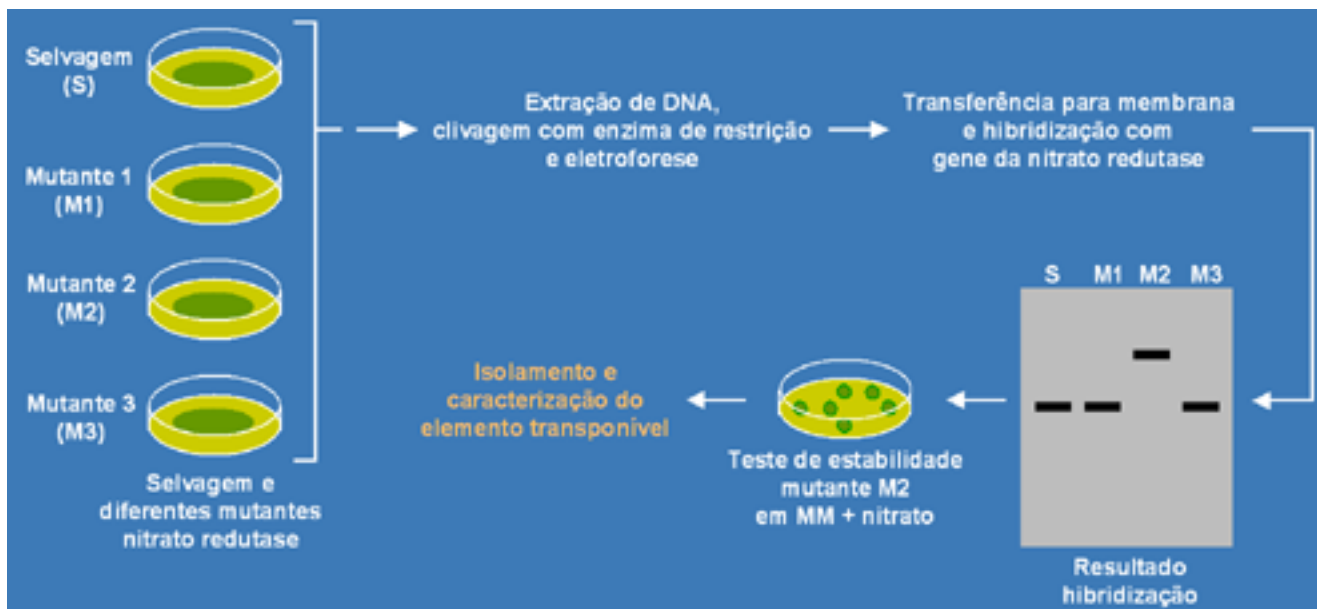 Selvagem
(S)
Mutante 1
(M1)
Mutante 2
(M2)
Mutante 3
(M3)
Selvagem e
diferentes mutantes
nitrato redutase
Extração de DNA,
clivagem com enzima de restrição
e eletroforese
Transferência para membrana
e hibridização com
gene da nitrato redutase
S M1 M2 M3
Resultado
hibridização
Teste de estabilidade
mutante M2
em MM + nitrato
Isolamento e
caracterização do
elemento transponível